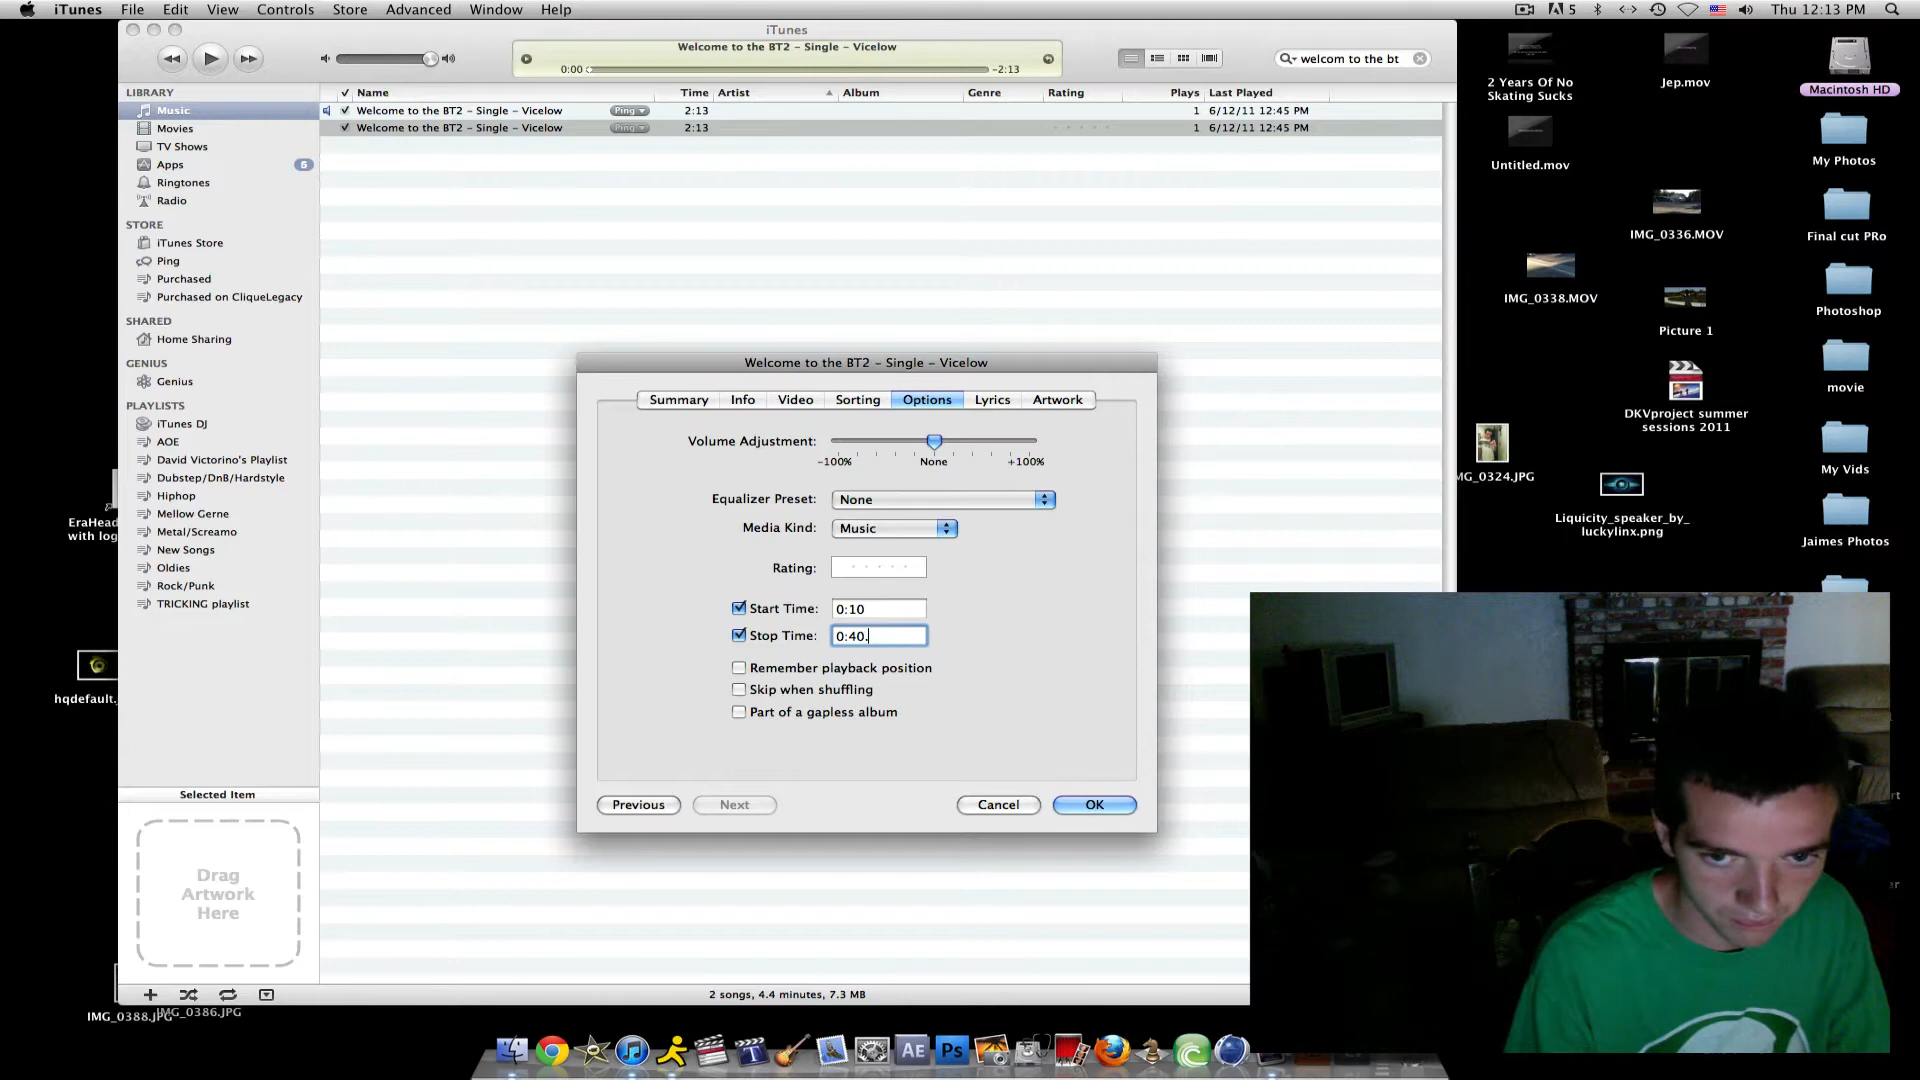 iTunes File Edit View Controls Store Advanced Window Help
5 Thu 12:13 PM
iTunes
Welcome to the BT2 – Single – Vicelow
0:00 -2:13
welcom to the bt
LIBRARY
Music
Movies
TV Shows
Apps 6
Ringtones
Radio
STORE
iTunes Store
Ping
Purchased
Purchased on CliqueLegacy
SHARED
Home Sharing
GENIUS
Genius
PLAYLISTS
iTunes DJ
AOE
David Victorino's Playlist
Dubstep/DnB/Hardstyle
Hiphop
Mellow Gerne
Metal/Screamo
New Songs
Oldies
Rock/Punk
TRICKING playlist
Selected Item
Drag
Artwork
Here
Name Time Artist Album Genre Rating Plays Last Played
Welcome to the BT2 – Single – Vicelow Ping 2:13 1 6/12/11 12:45 PM
Welcome to the BT2 – Single – Vicelow Ping 2:13 1 6/12/11 12:45 PM
Welcome to the BT2 – Single – Vicelow
Summary Info Video Sorting Options Lyrics Artwork
Volume Adjustment:
-100% None +100%
Equalizer Preset: None
Media Kind: Music
Rating:
Start Time: 0:10
Stop Time: 0:40.
Remember playback position
Skip when shuffling
Part of a gapless album
Previous Next Cancel OK
2 songs, 4.4 minutes, 7.3 MB
2 Years Of No
Skating Sucks
Jep.mov
Macintosh HD
Untitled.mov
My Photos
IMG_0336.MOV
Final cut PRo
IMG_0338.MOV
Picture 1
Photoshop
DKVproject summer
sessions 2011
movie
MG_0324.JPG
My Vids
Liquicity_speaker_by_
luckylinx.png
Jaimes Photos
EraHead
with log
hqdefault.j
IMG_0388.JPG
IMG_0386.JPG
AE
Ps